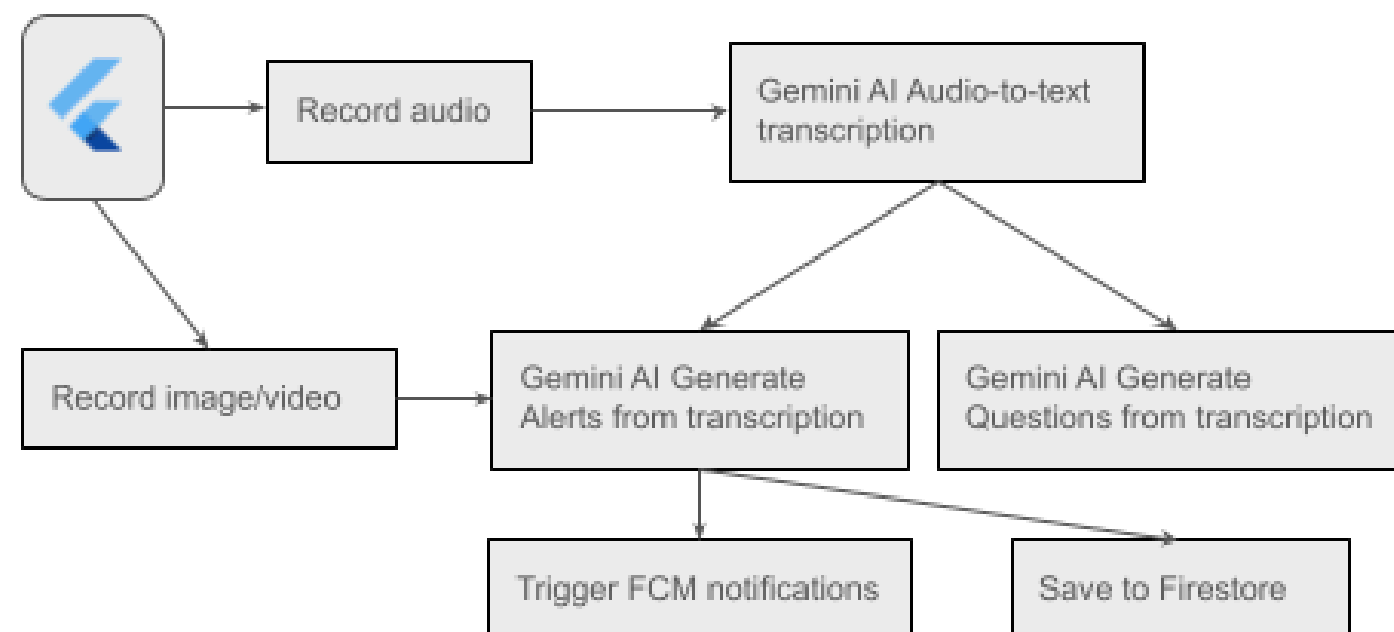 Record audio
Gemini AI Audio-to-text
transcription
Record image/video
Gemini AI Generate
Alerts from transcription
Gemini AI Generate
Questions from transcription
Trigger FCM notifications
Save to Firestore